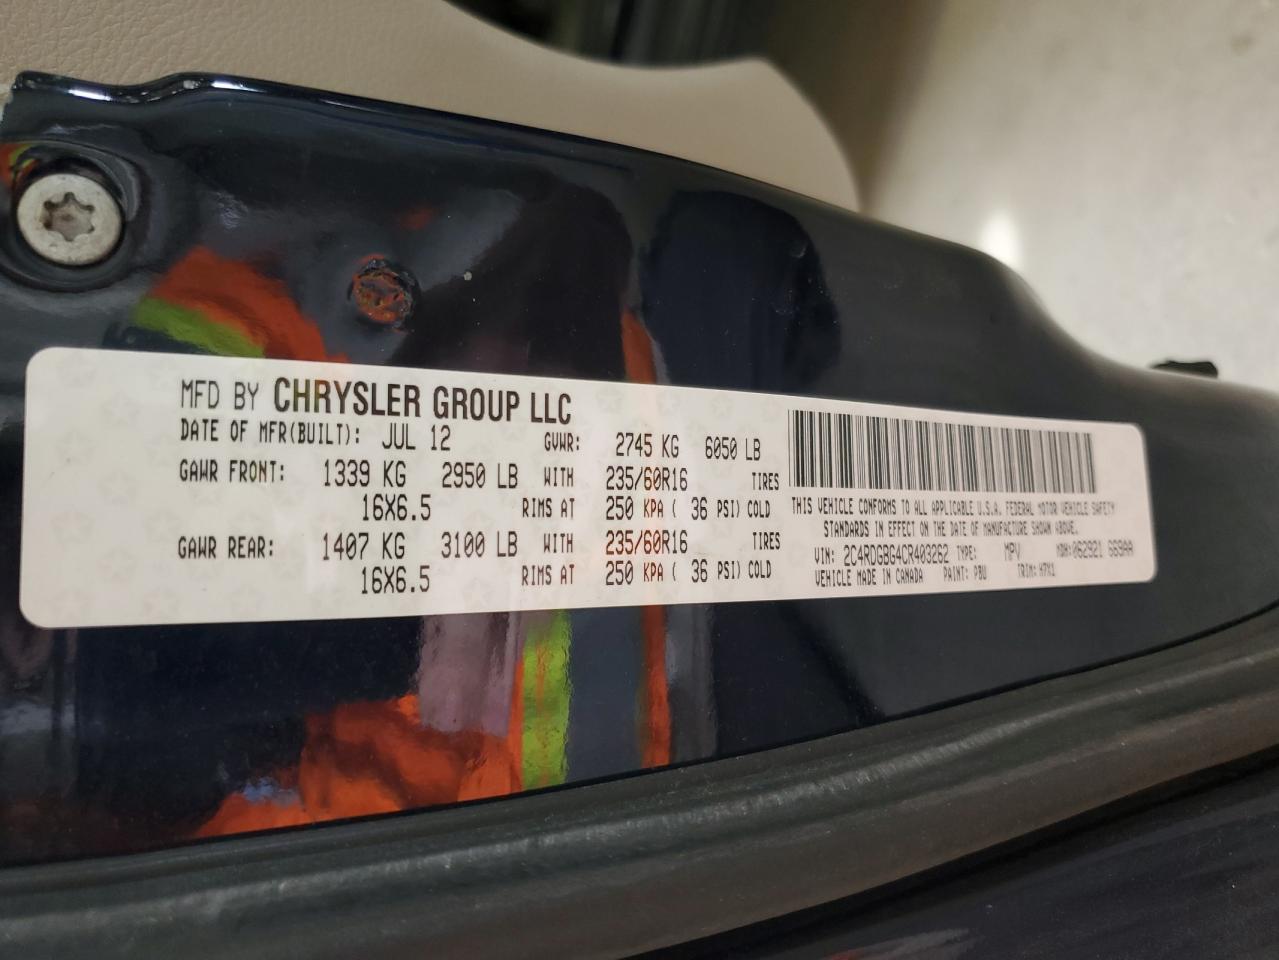 MFD BY CHRYSLER GROUP LLC
DATE OF MFR(BUILT): JUL 12 GVWR: 2745 KG 6050 LB
GAWR FRONT: 1339 KG 2950 LB WITH 235/60R16 TIRES
16X6.5 RIMS AT 250 KPA ( 36 PSI) COLD
GAWR REAR: 1407 KG 3100 LB WITH 235/60R16 TIRES
16X6.5 RIMS AT 250 KPA ( 36 PSI) COLD
THIS VEHICLE CONFORMS TO ALL APPLICABLE U.S.A. FEDERAL MOTOR VEHICLE SAFETY
STANDARDS IN EFFECT ON THE DATE OF MANUFACTURE SHOWN ABOVE.
VIN: 2C4RDGBG4CR403262 TYPE: MPV MDH: 062921
VEHICLE MADE IN CANADA PAINT: PBU TRIM: